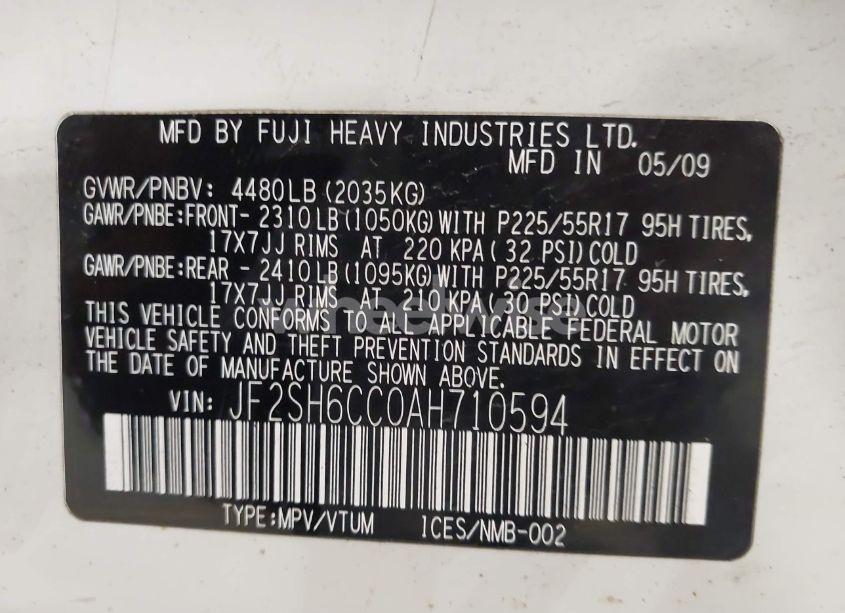 MFD BY FUJI HEAVY INDUSTRIES LTD.
MFD IN 05/09
GVWR/PNBV: 4480LB (2035KG)
GAWR/PNBE:FRONT- 2310LB (1050KG) WITH P225/55R17 95H TIRES,
17X7JJ RIMS AT 220 KPA ( 32 PSI) COLD
GAWR/PNBE:REAR - 2410LB (1095KG) WITH P225/55R17 95H TIRES,
17X7JJ RIMS AT 210 KPA( 30 PSI) COLD
THIS VEHICLE CONFORMS TO ALL APPLICABLE FEDERAL MOTOR
VEHICLE SAFETY AND THEFT PREVENTION STANDARDS IN EFFECT ON
THE DATE OF MANUFACTURE SHOWN ABOVE.
VIN: JF2SH6CC0AH710594
TYPE:MPV/VTUM ICES/NMB-002